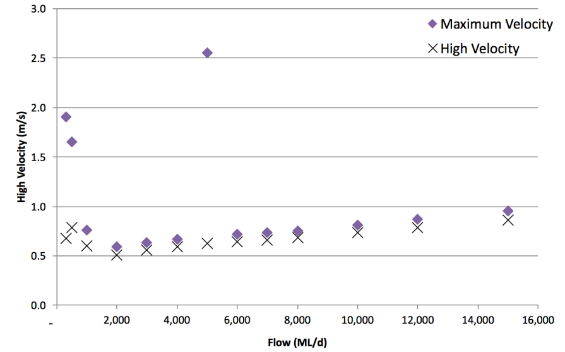 3.0
Maximum Velocity
High Velocity
2.5
2.0
1.5
1.0
0.5
0.0
High Velocity (m/s)
- 2,000 4,000 6,000 8,000 10,000 12,000 14,000 16,000
Flow (ML/d)